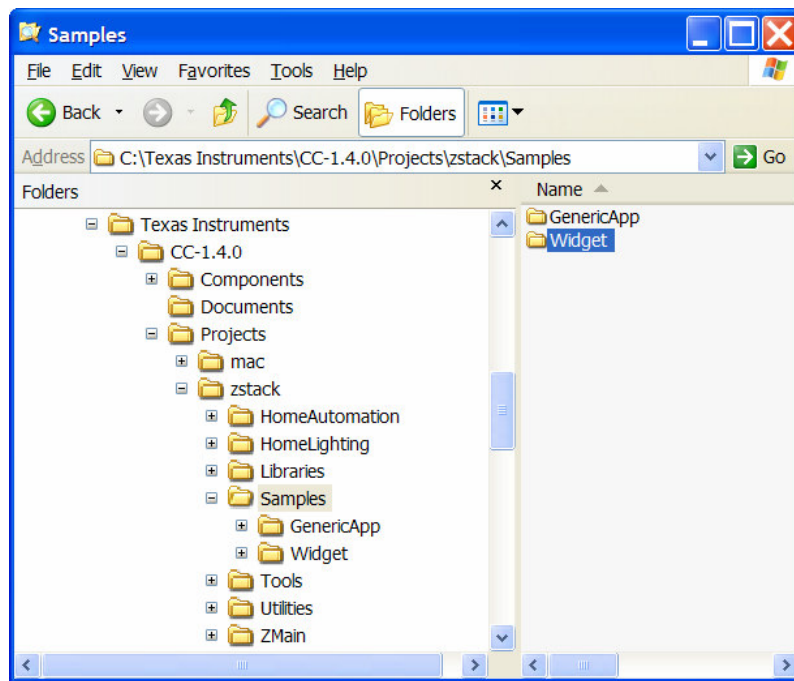 Samples
File Edit View Favorites Tools Help
Back Search Folders
Address C:\Texas Instruments\CC-1.4.0\Projects\zstack\Samples Go
Folders × Name
Texas Instruments
CC-1.4.0
Components
Documents
Projects
mac
zstack
HomeAutomation
HomeLighting
Libraries
Samples
GenericApp
Widget
Tools
Utilities
ZMain
GenericApp
Widget